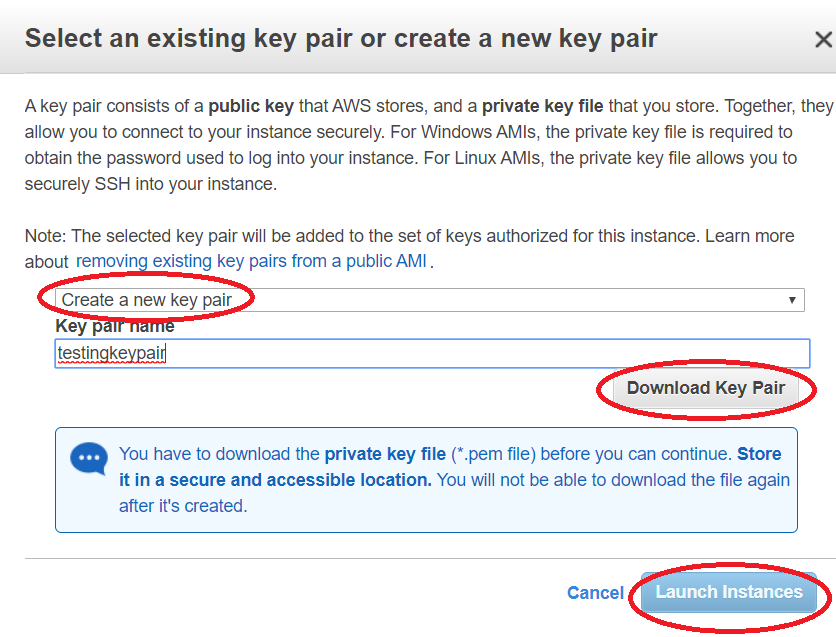 Select an existing key pair or create a new key pair
A key pair consists of a public key that AWS stores, and a private key file that you store. Together, they
allow you to connect to your instance securely. For Windows AMIs, the private key file is required to
obtain the password used to log into your instance. For Linux AMIs, the private key file allows you to
securely SSH into your instance.
Note: The selected key pair will be added to the set of keys authorized for this instance. Learn more
about removing existing key pairs from a public AMI .
Create a new key pair
Key pair name
testingkeypair
Download Key Pair
You have to download the private key file (*.pem file) before you can continue. Store
it in a secure and accessible location. You will not be able to download the file again
after it's created.
Cancel Launch Instances